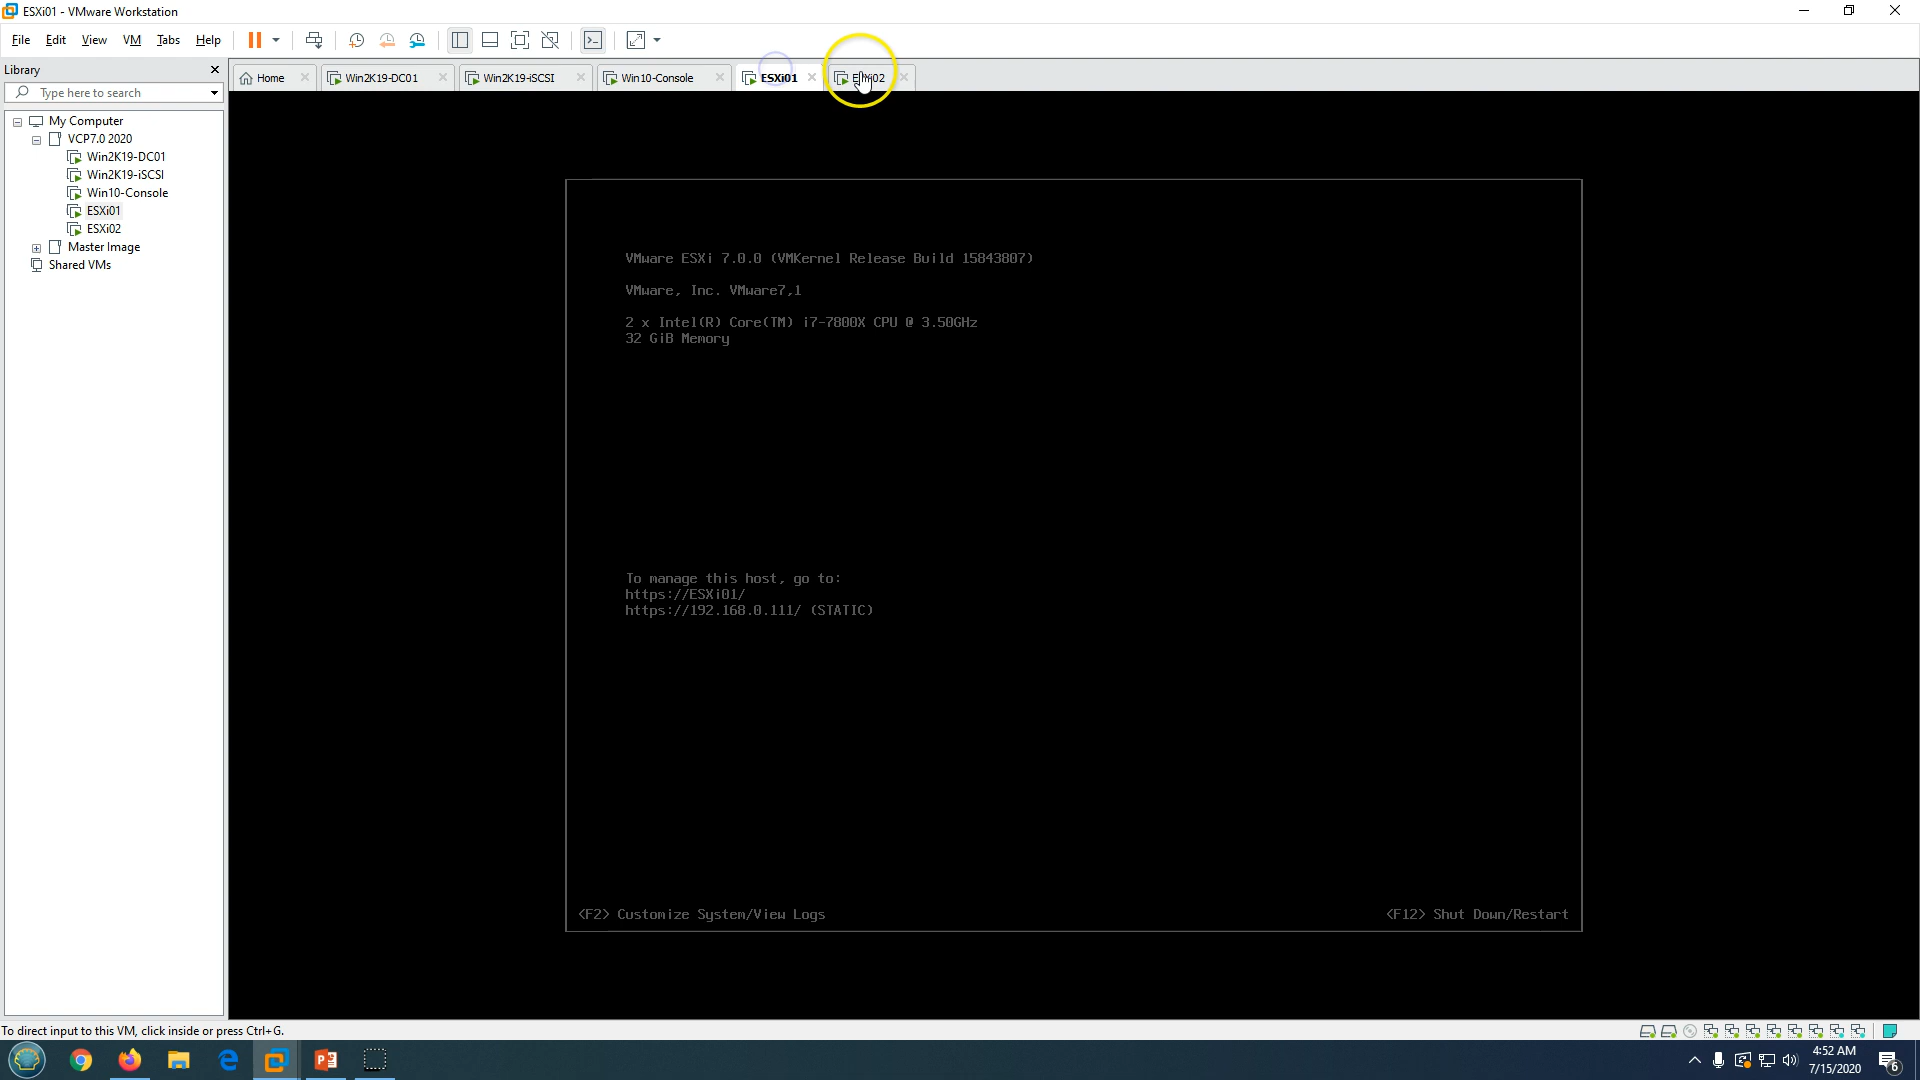 ESXi01 - VMware Workstation
File Edit View VM Tabs Help
Library
Home Win2K19-DC01 Win2K19-iSCSI Win10-Console ESXi01 ESXi02
Type here to search
My Computer
VCP7.0 2020
Win2K19-DC01
Win2K19-iSCSI
Win10-Console
ESXi01
ESXi02
Master Image
Shared VMs
VMware ESXi 7.0.0 (VMKernel Release Build 15843807)
VMware, Inc. VMware7,1
2 x Intel(R) Core(TM) i7-7800X CPU @ 3.50GHz
32 GiB Memory
To manage this host, go to:
https://ESXi01/
https://192.168.0.111/ (STATIC)
<F2> Customize System/View Logs
<F12> Shut Down/Restart
To direct input to this VM, click inside or press Ctrl+G.
4:52 AM
7/15/2020
6